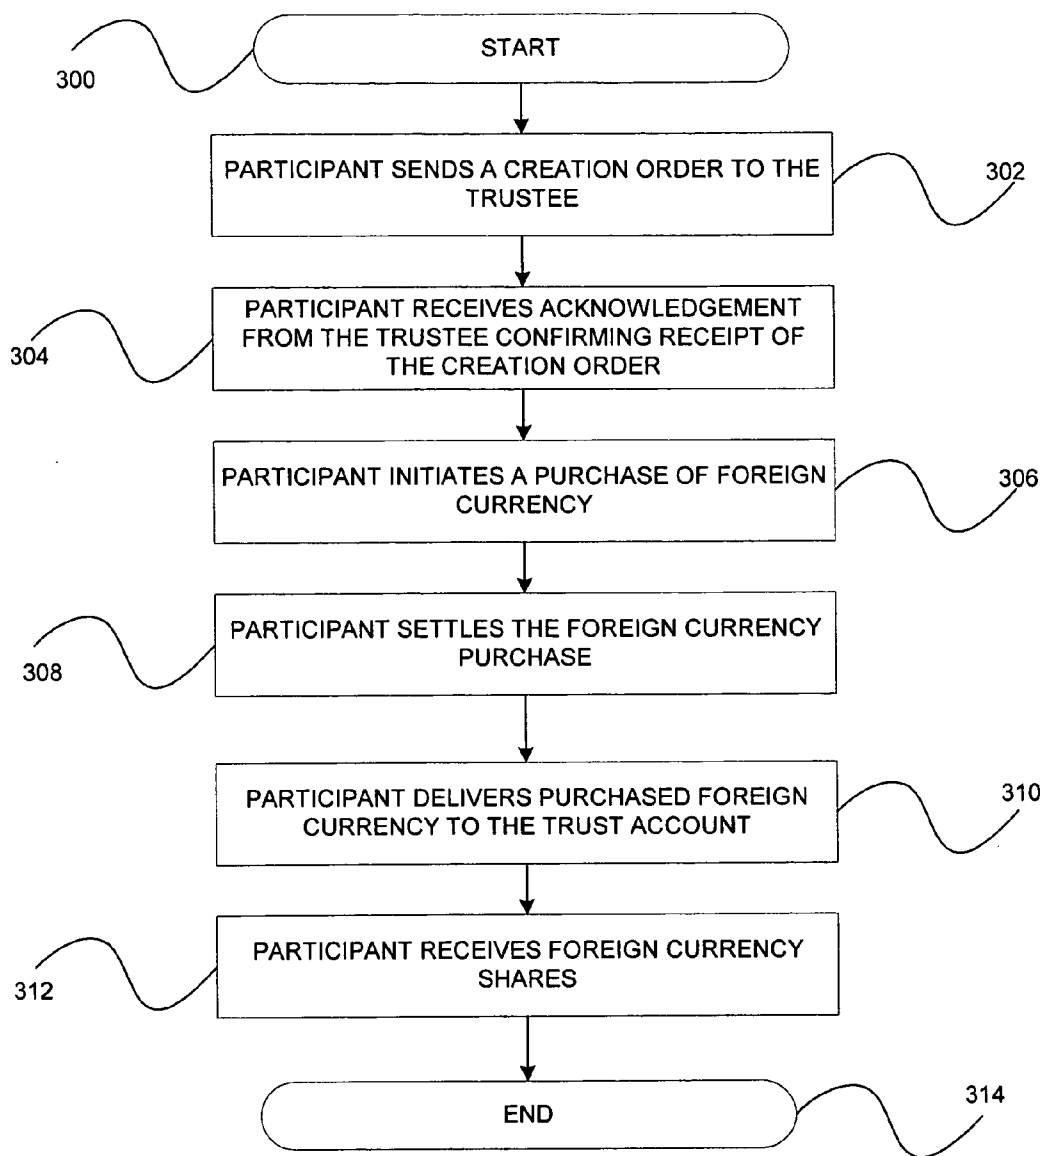 START
300
PARTICIPANT SENDS A CREATION ORDER TO THE
TRUSTEE
302
PARTICIPANT RECEIVES ACKNOWLEDGEMENT
FROM THE TRUSTEE CONFIRMING RECEIPT OF
THE CREATION ORDER
304
PARTICIPANT INITIATES A PURCHASE OF FOREIGN
CURRENCY
306
PARTICIPANT SETTLES THE FOREIGN CURRENCY
PURCHASE
308
PARTICIPANT DELIVERS PURCHASED FOREIGN
CURRENCY TO THE TRUST ACCOUNT
310
PARTICIPANT RECEIVES FOREIGN CURRENCY
SHARES
312
END
314